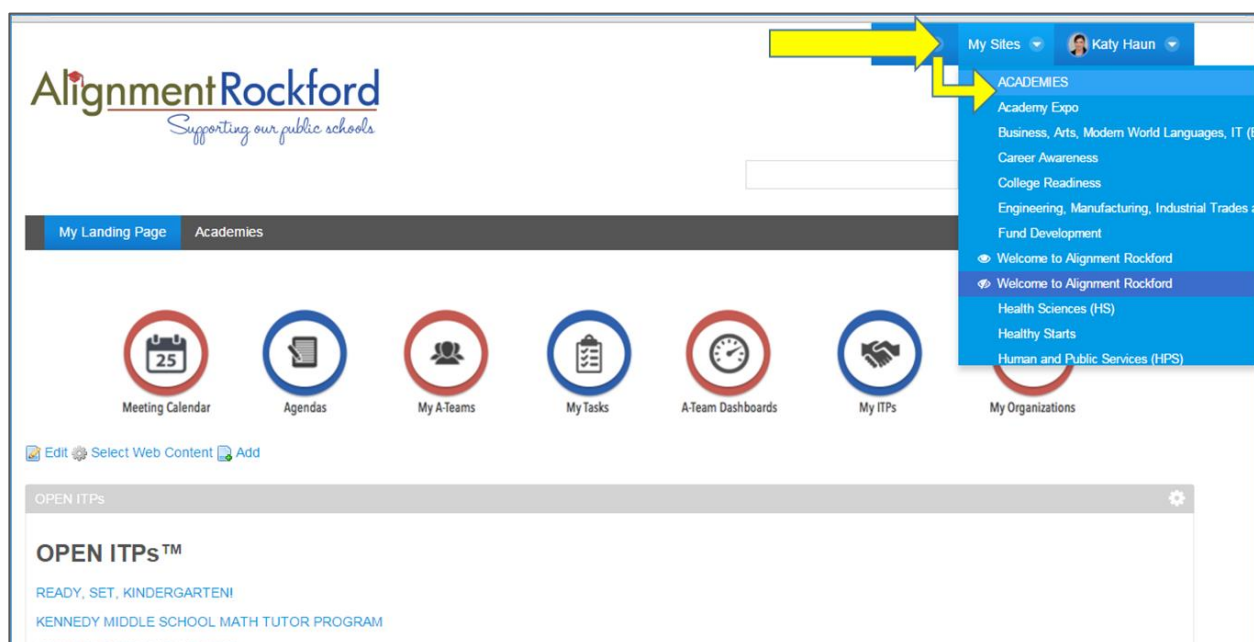 My Sites
Katy Haun
AlignmentRockford
Supporting our public schools
ACADEMIES
Academy Expo
Business, Arts, Modern World Languages, IT (
Career Awareness
College Readiness
Engineering, Manufacturing, Industrial Trades
Fund Development
Welcome to Alignment Rockford
Welcome to Alignment Rockford
Health Sciences (HS)
Healthy Starts
Human and Public Services (HPS)
My Landing Page Academies
25
Meeting Calendar
Agendas
My A-Teams
My Tasks
A-Team Dashboards
My ITPs
My Organizations
Edit Select Web Content Add
OPEN ITPs
OPEN ITPs™
READY, SET, KINDERGARTEN!
KENNEDY MIDDLE SCHOOL MATH TUTOR PROGRAM